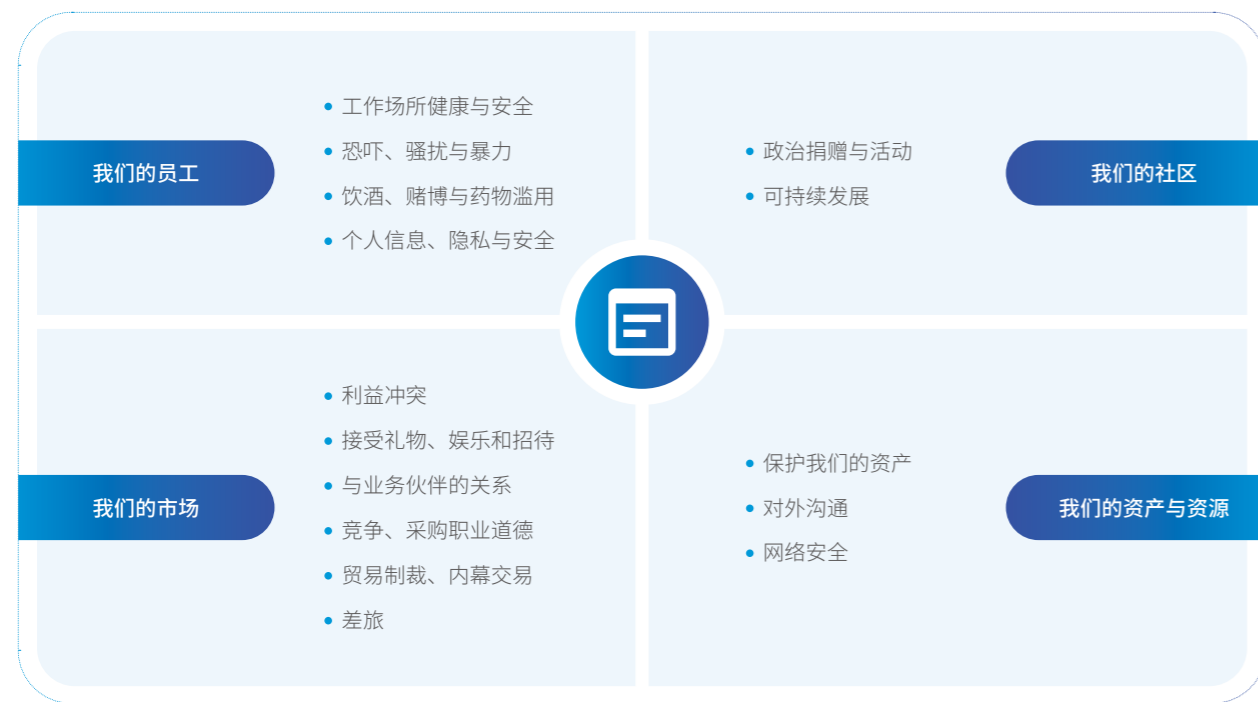 我们的员工
工作场所健康与安全
恐吓、骚扰与暴力
饮酒、赌博与药物滥用
个人信息、隐私与安全
政治捐赠与活动
可持续发展
我们的社区
我们的市场
利益冲突
接受礼物、娱乐和招待
与业务伙伴的关系
竞争、采购职业道德
贸易制裁、内幕交易
差旅
保护我们的资产
对外沟通
网络安全
我们的资产与资源